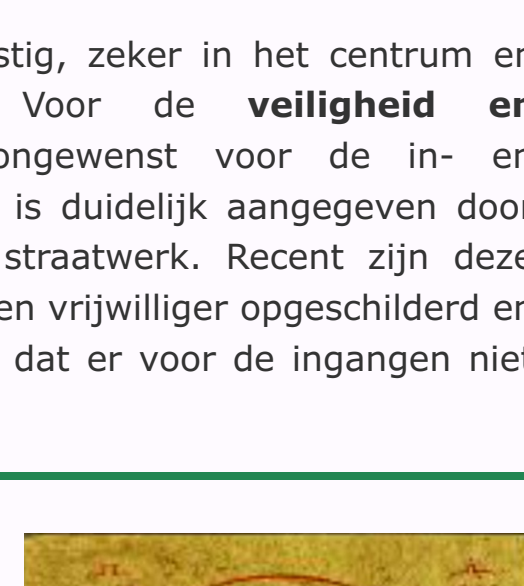 stig, zeker in het centrum en
Voor de veiligheid en
ongewenst voor de in- en
is duidelijk aangegeven door
straatwerk. Recent zijn deze
en vrijwilliger opgeschilderd en
dat er voor de ingangen niet